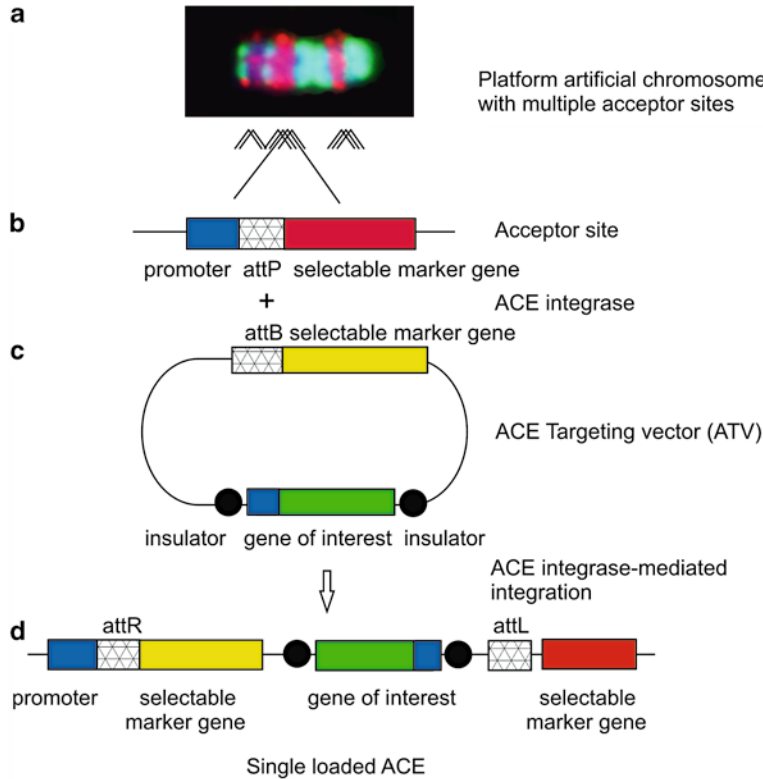 a
Platform artificial chromosome
with multiple acceptor sites
b
Acceptor site
promoter attP selectable marker gene
+
ACE integrase
attB selectable marker gene
c
ACE Targeting vector (ATV)
insulator gene of interest insulator
ACE integrase-mediated
integration
attR
attL
d
promoter selectable gene of interest selectable
marker gene marker gene
Single loaded ACE